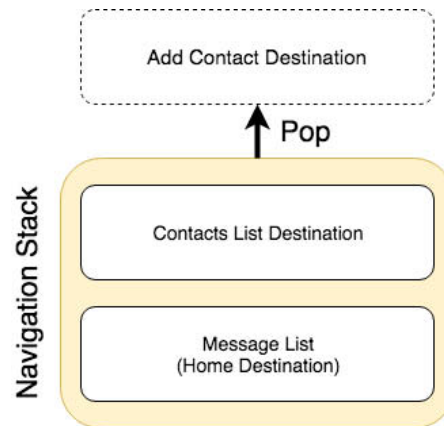 Add Contact Destination
Pop
Navigation Stack
Contacts List Destination
Message List
(Home Destination)